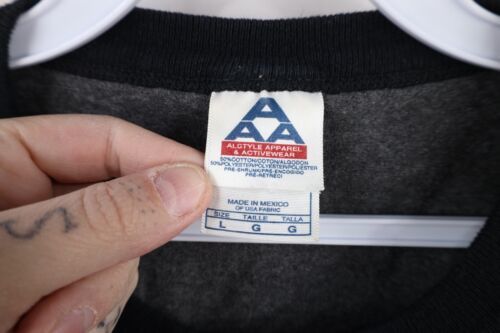 A
A A
ALSTYLE APPAREL
& ACTIVEWEAR
50%COTTON/COTON/ALGODON
50%POLYESTER/POLYESTER/POLIESTER
PRE-SHRUNK/PRE-ENCOGIDO
PRE-RETRECI
MADE IN MEXICO
OF USA FABRIC
SIZE TAILLE TALLA
L G G
S